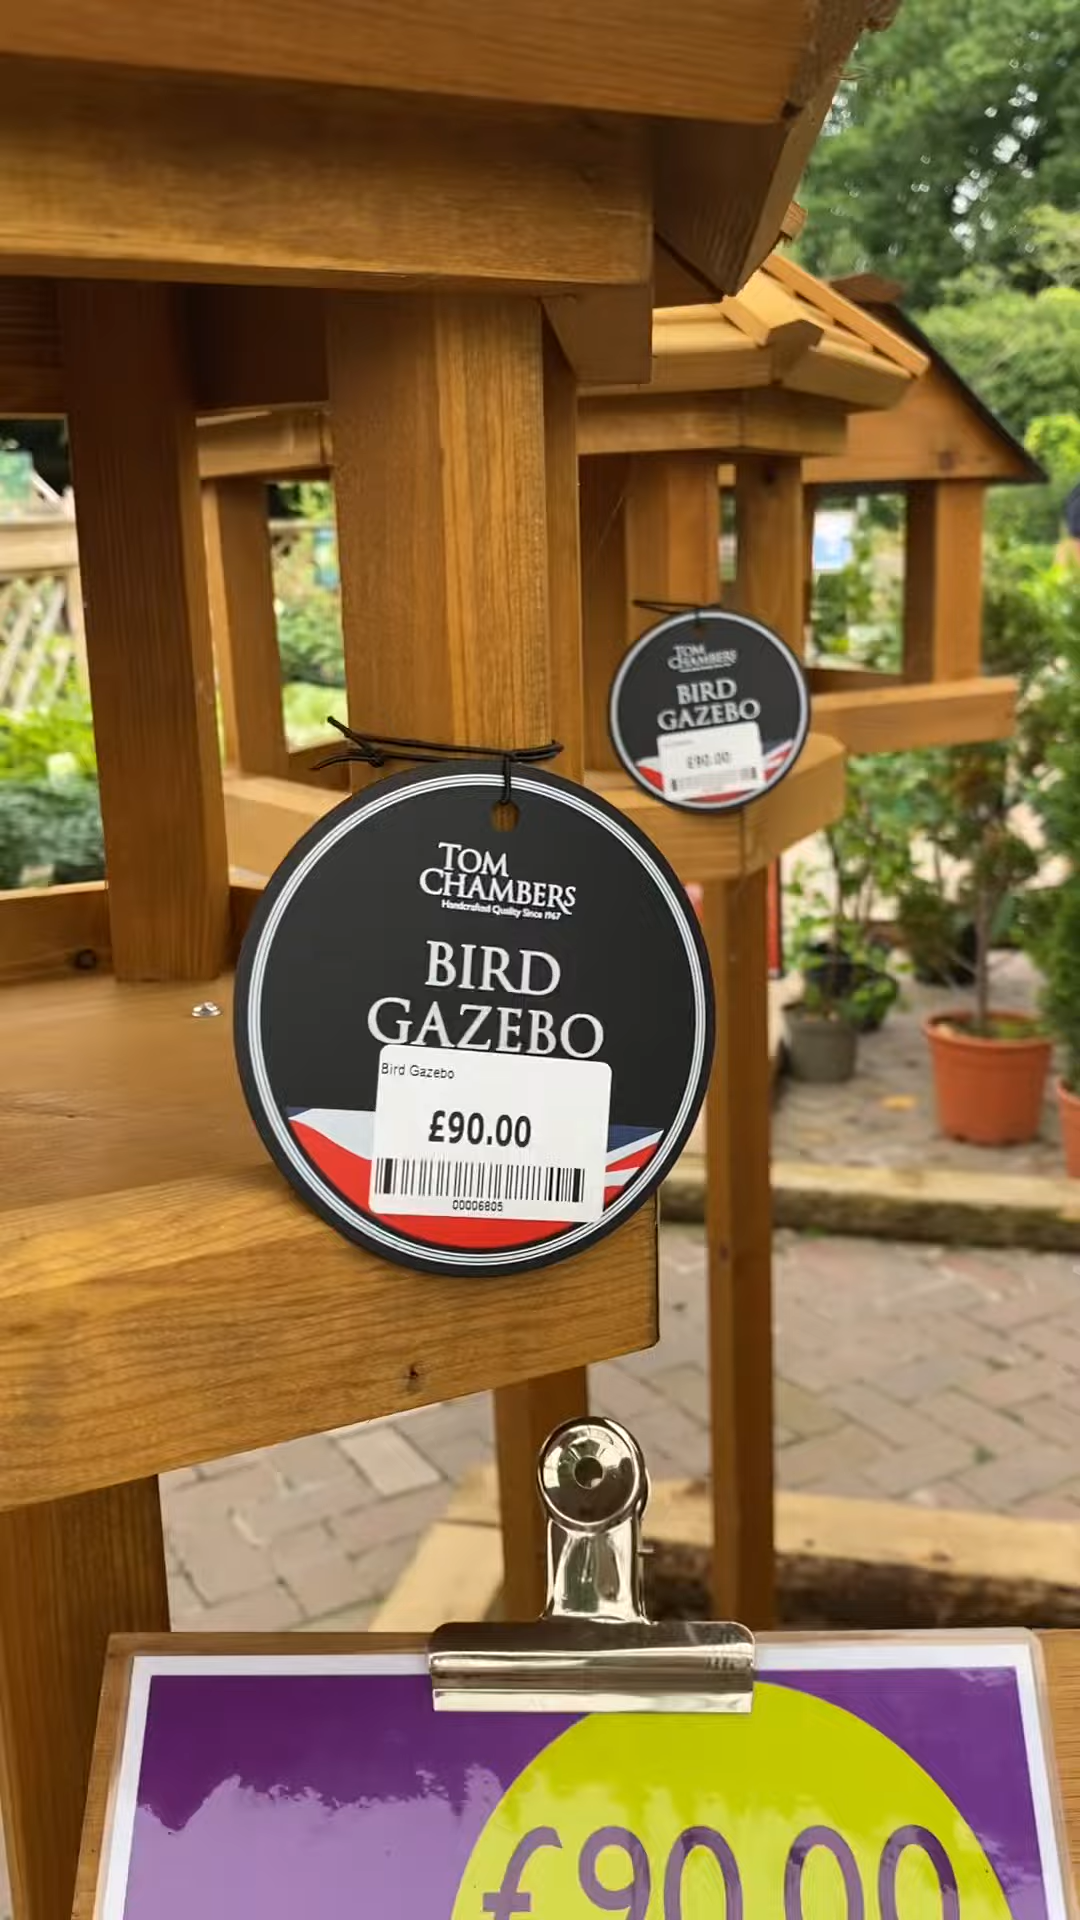 TOM
CHAMBERS
Handcrafted Quality Since 1967
BIRD
GAZEBO
Bird Gazebo
£90.00
00006805
TOM
CHAMBERS
BIRD
GAZEBO
£90.00
£90.00